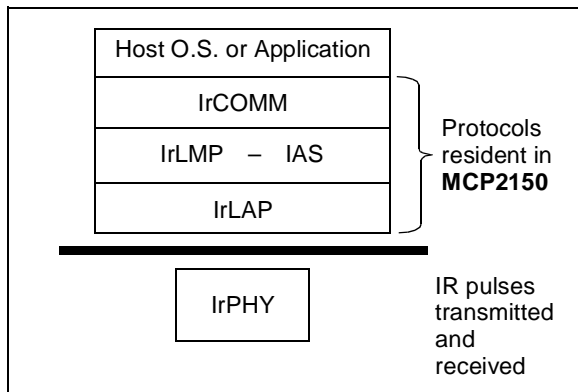 Host O.S. or Application
IrCOMM
IrLMP – IAS
IrLAP
Protocols
resident in
MCP2150
IrPHY
IR pulses
transmitted
and
received